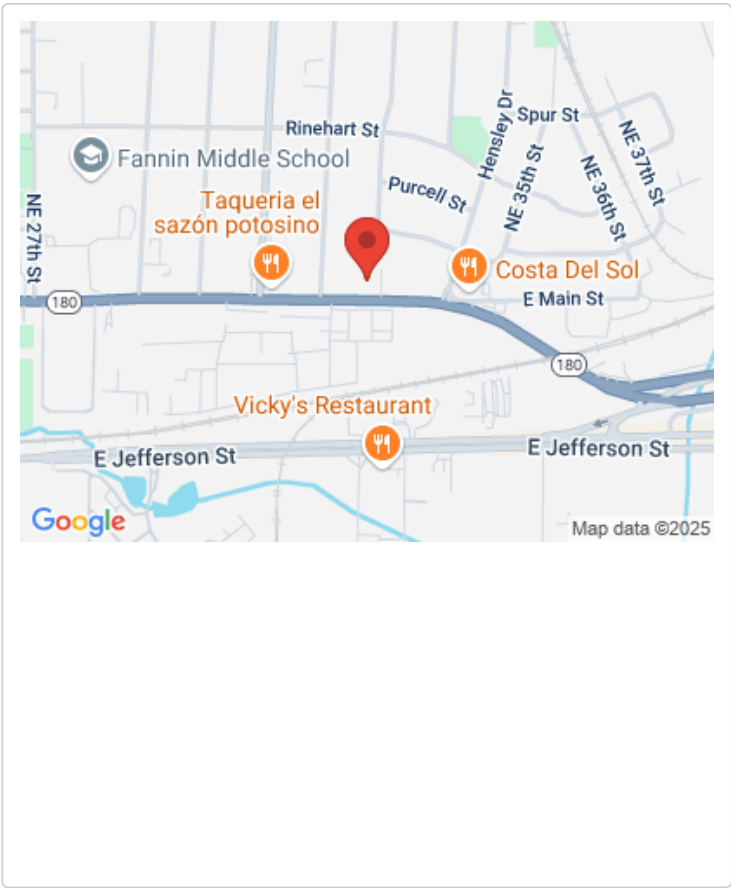 Rinehart St
Hensley Dr
Spur St
NE 37th St
Fannin Middle School
NE 35th St
NE 36th St
Purcell St
NE 27th St
Taqueria el
sazón potosino
Costa Del Sol
180
E Main St
180
Vicky's Restaurant
E Jefferson St
E Jefferson St
Google
Map data ©2025